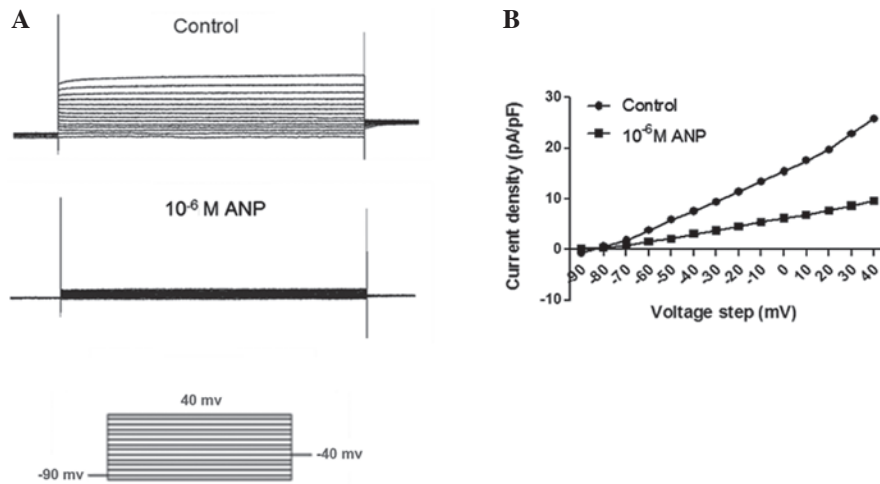 A
Control
10⁻⁶ M ANP
40 mv
-40 mv
-90 mv
B
Control
10⁻⁶M ANP
Current density (pA/pF)
30
20
10
0
-10
-90 -80 -70 -60 -50 -40 -30 -20 -10 0 10 20 30 40
Voltage step (mV)